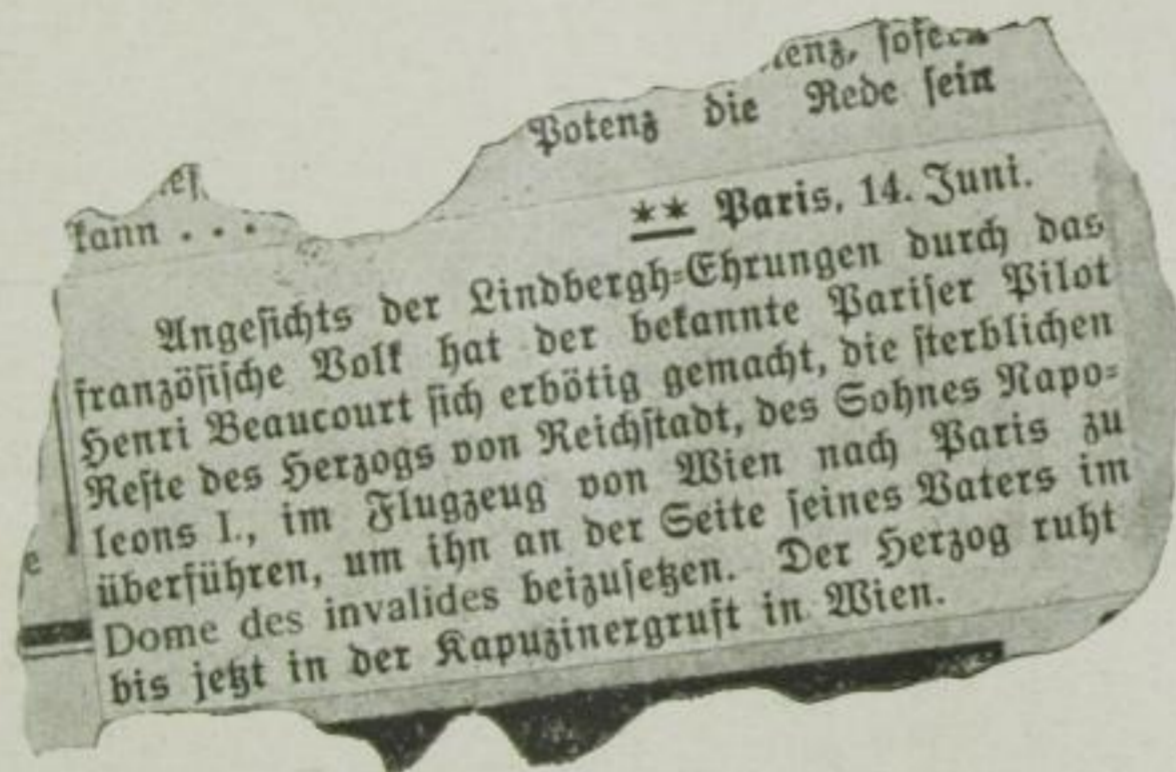 Potenz die Rede sein
kann . . .
** Paris, 14. Juni.
Angesichts der Lindbergh-Ehrungen durch das
französische Volk hat der bekannte Pariser Pilot
Henri Beaucourt sich erbötig gemacht, die sterblichen
Reste des Herzogs von Reichstadt, des Sohnes Napo-
leons I., im Flugzeug von Wien nach Paris zu
überführen, um ihn an der Seite seines Vaters im
Dome des invalides beizusetzen. Der Herzog ruht
bis jetzt in der Kapuzinergruft in Wien.